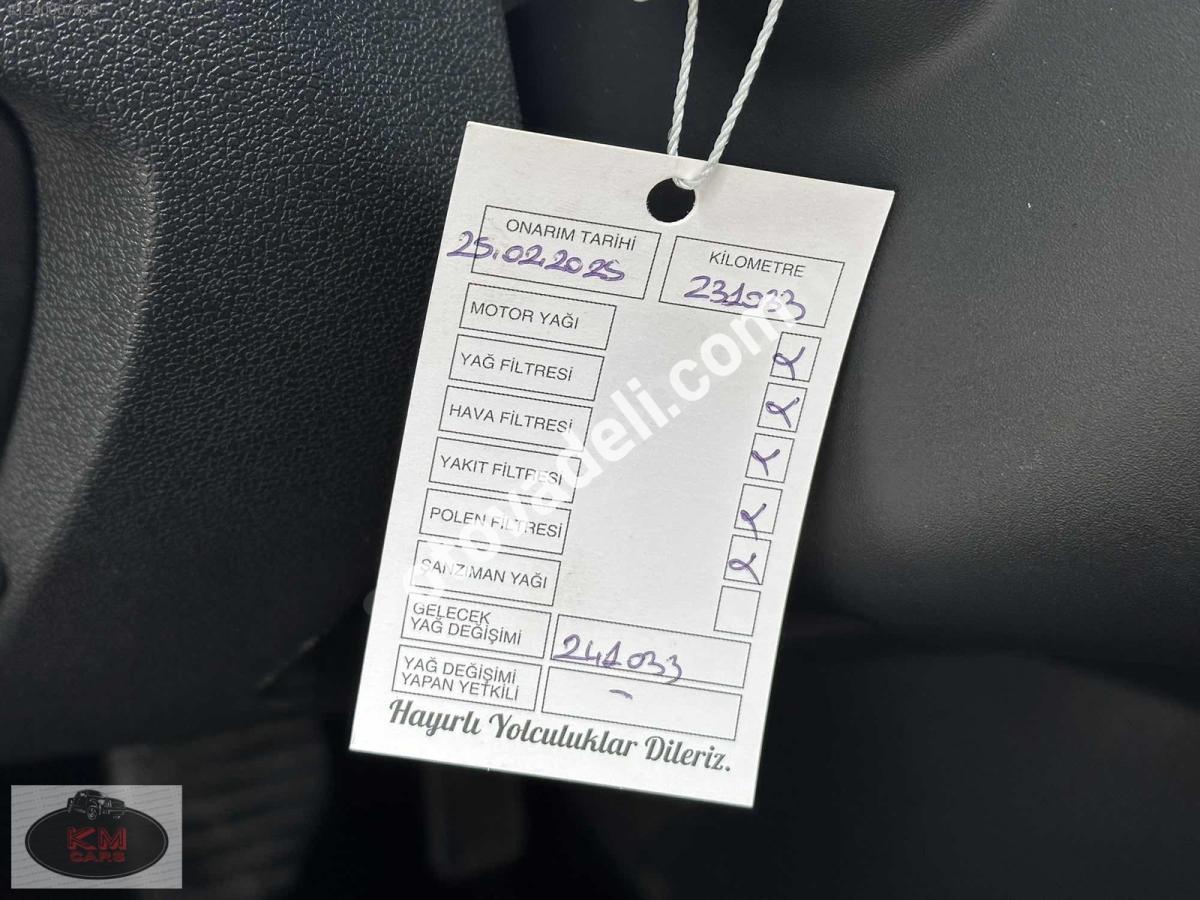 ONARIM TARİHİ
25.02.2025
KİLOMETRE
231033
MOTOR YAĞI
YAĞ FİLTRESİ
HAVA FİLTRESİ
YAKIT FİLTRESİ
POLEN FİLTRESİ
ŞANZIMAN YAĞI
GELECEK
YAĞ DEĞİŞİMİ
241033
YAĞ DEĞİŞİMİ
YAPAN YETKİLİ
-
Hayırlı Yolculuklar Dileriz.
otovadeli.com
KM
CARS